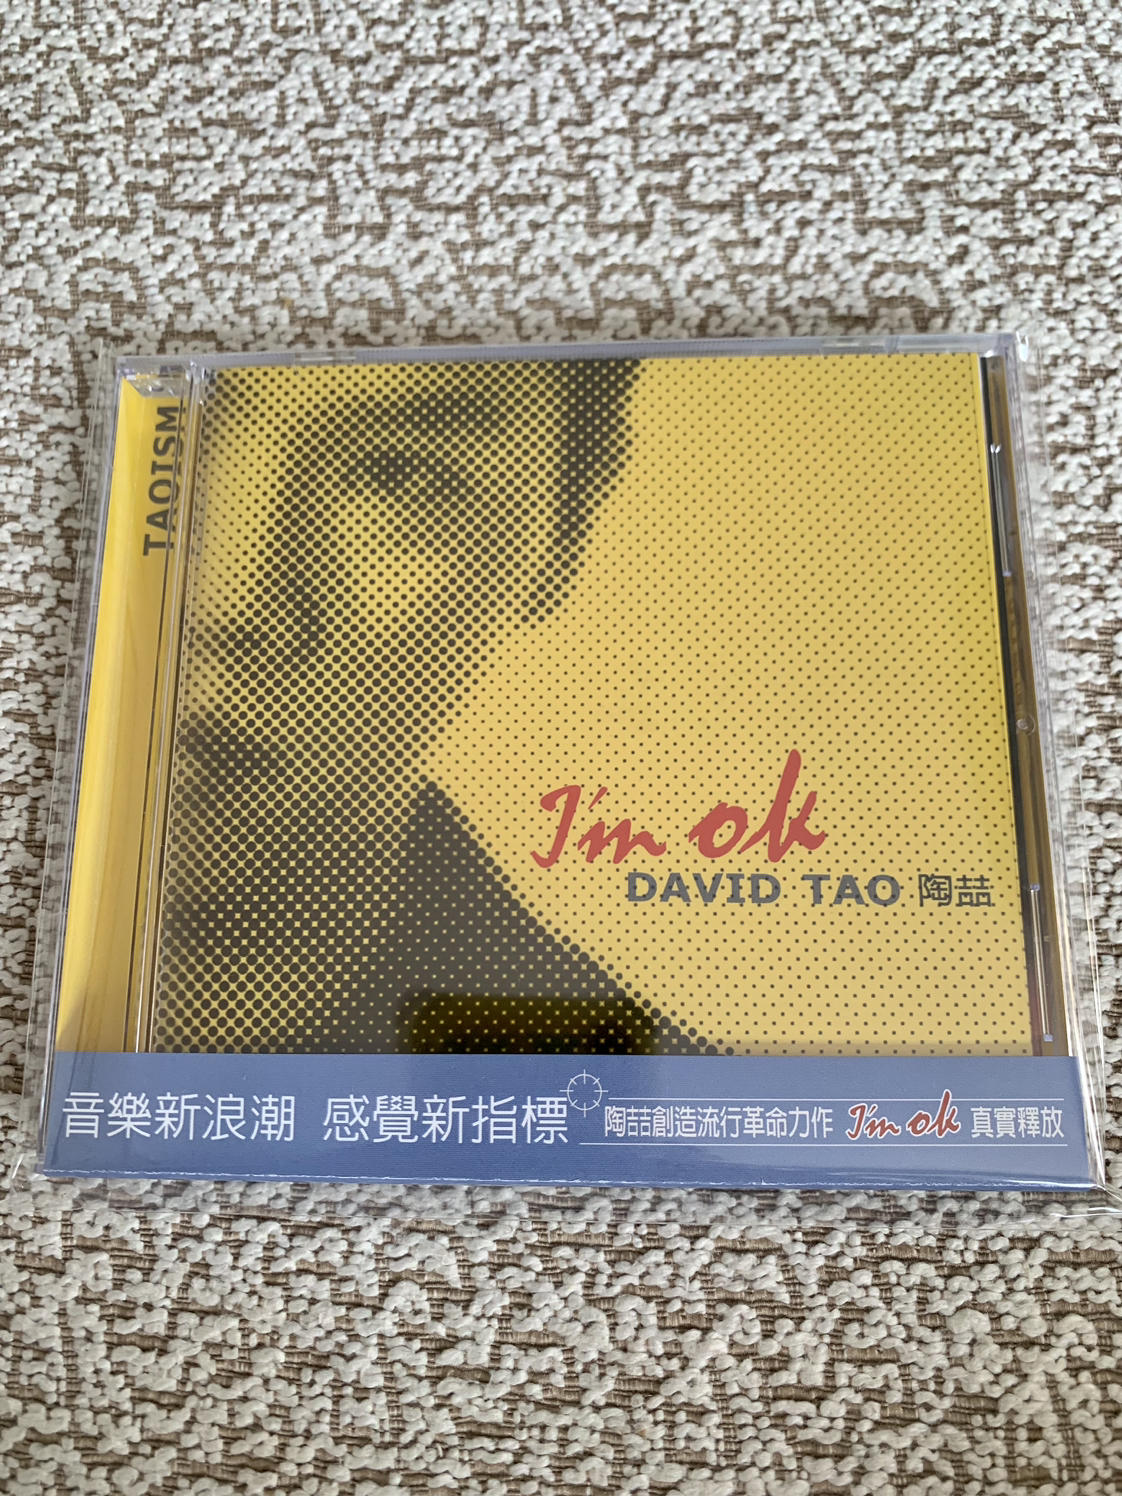 TAOISM
I'm ok
DAVID TAO 陶喆
音樂新浪潮 感覺新指標
陶喆喆創造流行革命力作 I'm ok 真實釋放